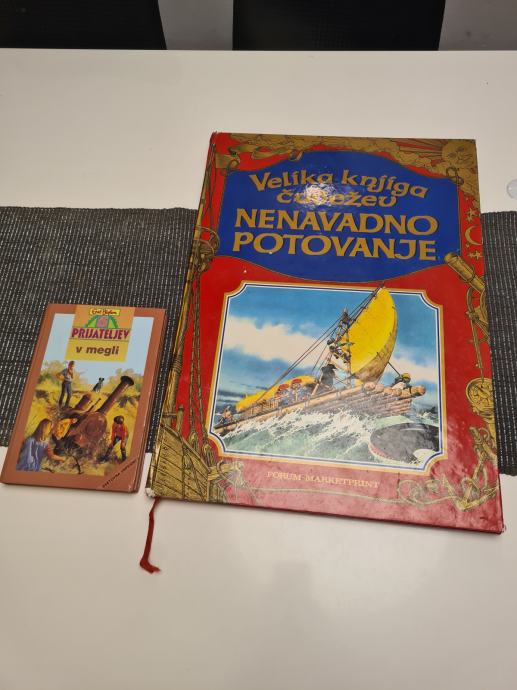 Enid Blyton
PRIJATELJEV
v megli
Velika knjiga
čudežev
NENAVADNO
POTOVANJE
FORUM MARKETPRINT